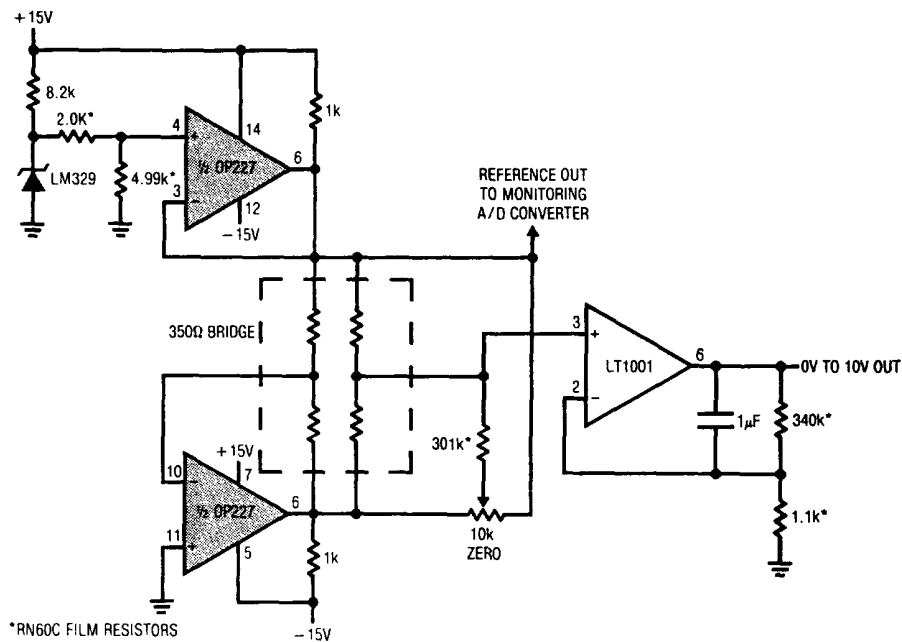 +15V
8.2k
2.0K*
4
14
1k
½ OP227
6
LM329
4.99k*
3
12
−15V
REFERENCE OUT
TO MONITORING
A/D CONVERTER
350Ω BRIDGE
3
LT1001
6
0V TO 10V OUT
2
1µF
340k*
301k*
+15V
10
7
½ OP227
6
11
5
1k
10k
ZERO
1.1k*
−15V
*RN60C FILM RESISTORS